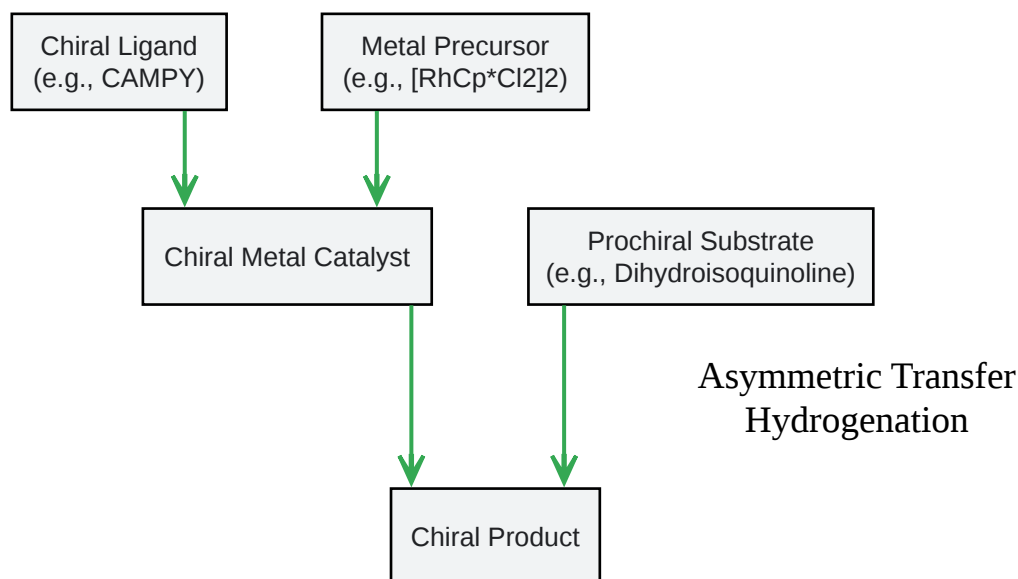 Chiral Ligand
(e.g., CAMPY)
Metal Precursor
(e.g., [RhCp*Cl2]2)
Chiral Metal Catalyst
Prochiral Substrate
(e.g., Dihydroisoquinoline)
Asymmetric Transfer
Hydrogenation
Chiral Product